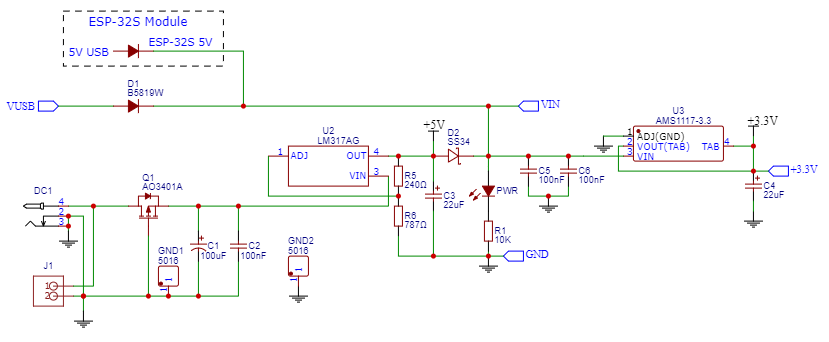 ESP-32S Module
ESP-32S 5V
5V USB
D1
B5819W
VUSB
VIN
U3
AMS1117-3.3
+3.3V
1
ADJ(GND)
2
VOUT(TAB)
TAB
4
3
VIN
+3.3V
C4
22uF
U2
LM317AG
1
ADJ
OUT
4
VIN
3
+5V
D2
SS34
R5
240Ω
R6
787Ω
C3
22uF
PWR
R1
10K
GND
C5
100nF
C6
100nF
Q1
AO3401A
DC1
4
2
3
C1
100uF
C2
100nF
GND1
5016
1
GND2
5016
1
J1
1
2